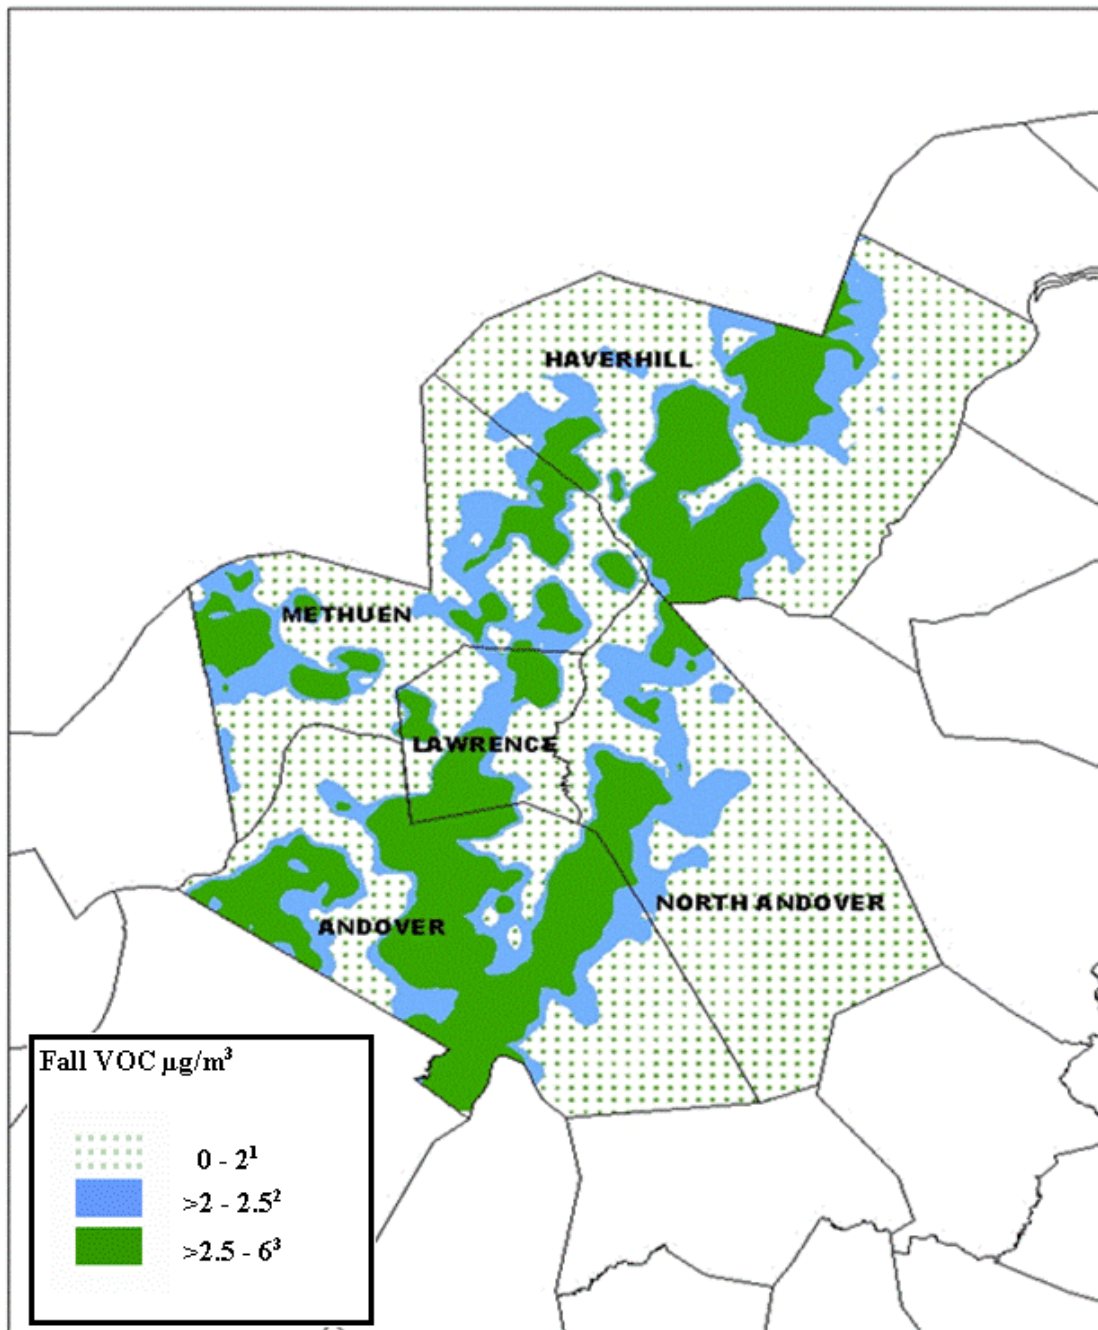 HAVERHILL
METHUEN
LAWRENCE
NORTH ANDOVER
ANDOVER
Fall VOC µg/m³
0 - 2¹
>2 - 2.5²
>2.5 - 6³